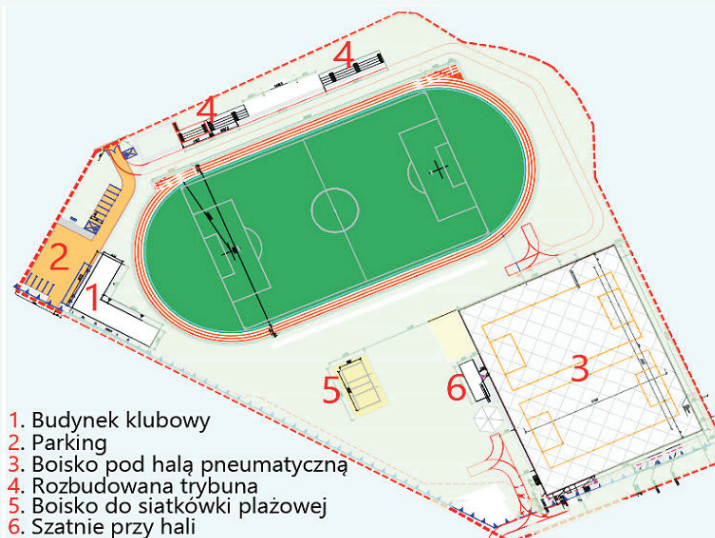 4
4
2
1
3
5
6
1. Budynek klubowy
2. Parking
3. Boisko pod halą pneumatyczną
4. Rozbudowana trybuna
5. Boisko do siatkówki plażowej
6. Szatnie przy hali